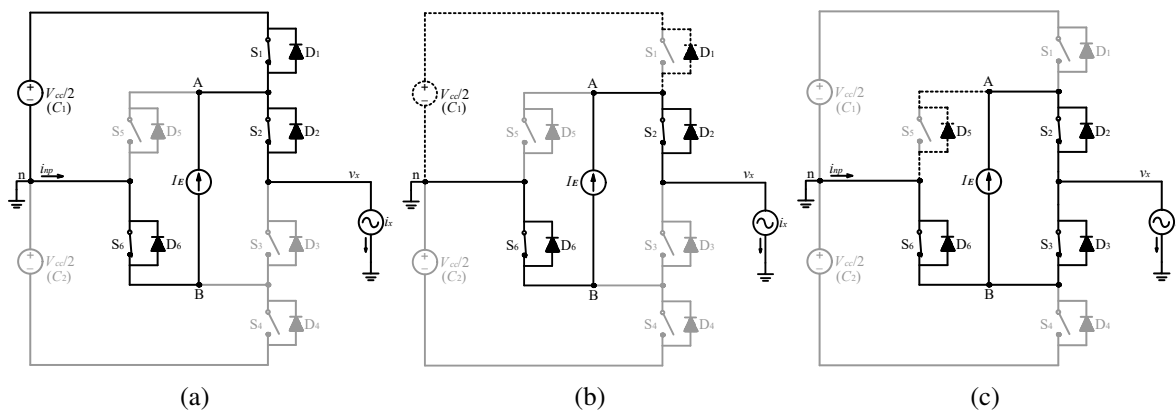 S1
D1
Vcc/2
(C1)
A
S5
D5
S2
D2
n
inp
IE
vx
ix
S6
D6
S3
D3
Vcc/2
(C2)
B
S4
D4
(a)
S1
D1
Vcc/2
(C1)
A
S5
D5
S2
D2
n
IE
vx
ix
S6
D6
S3
D3
Vcc/2
(C2)
B
S4
D4
(b)
S1
D1
Vcc/2
(C1)
A
S5
D5
S2
D2
n
inp
IE
vx
ix
S6
D6
S3
D3
Vcc/2
(C2)
B
S4
D4
(c)